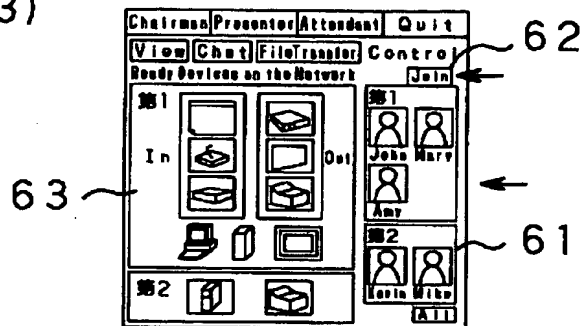 3)
Chairman Presenter Attendant Quit
View Chat FileTransfer Control
Ready Devices on the Network Join
62
第1
第1
In
Out
John Mary
Amy
63
第2
61
第2
Karin Mike
All